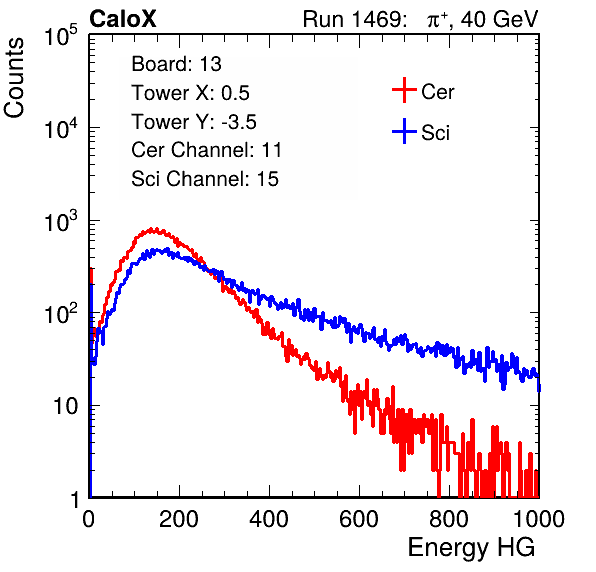 CaloX Run 1469: π⁺, 40 GeV
Counts
10⁵
10⁴
10³
10²
10
1
Board: 13
Tower X: 0.5
Tower Y: -3.5
Cer Channel: 11
Sci Channel: 15
Cer
Sci
0 200 400 600 800 1000
Energy HG